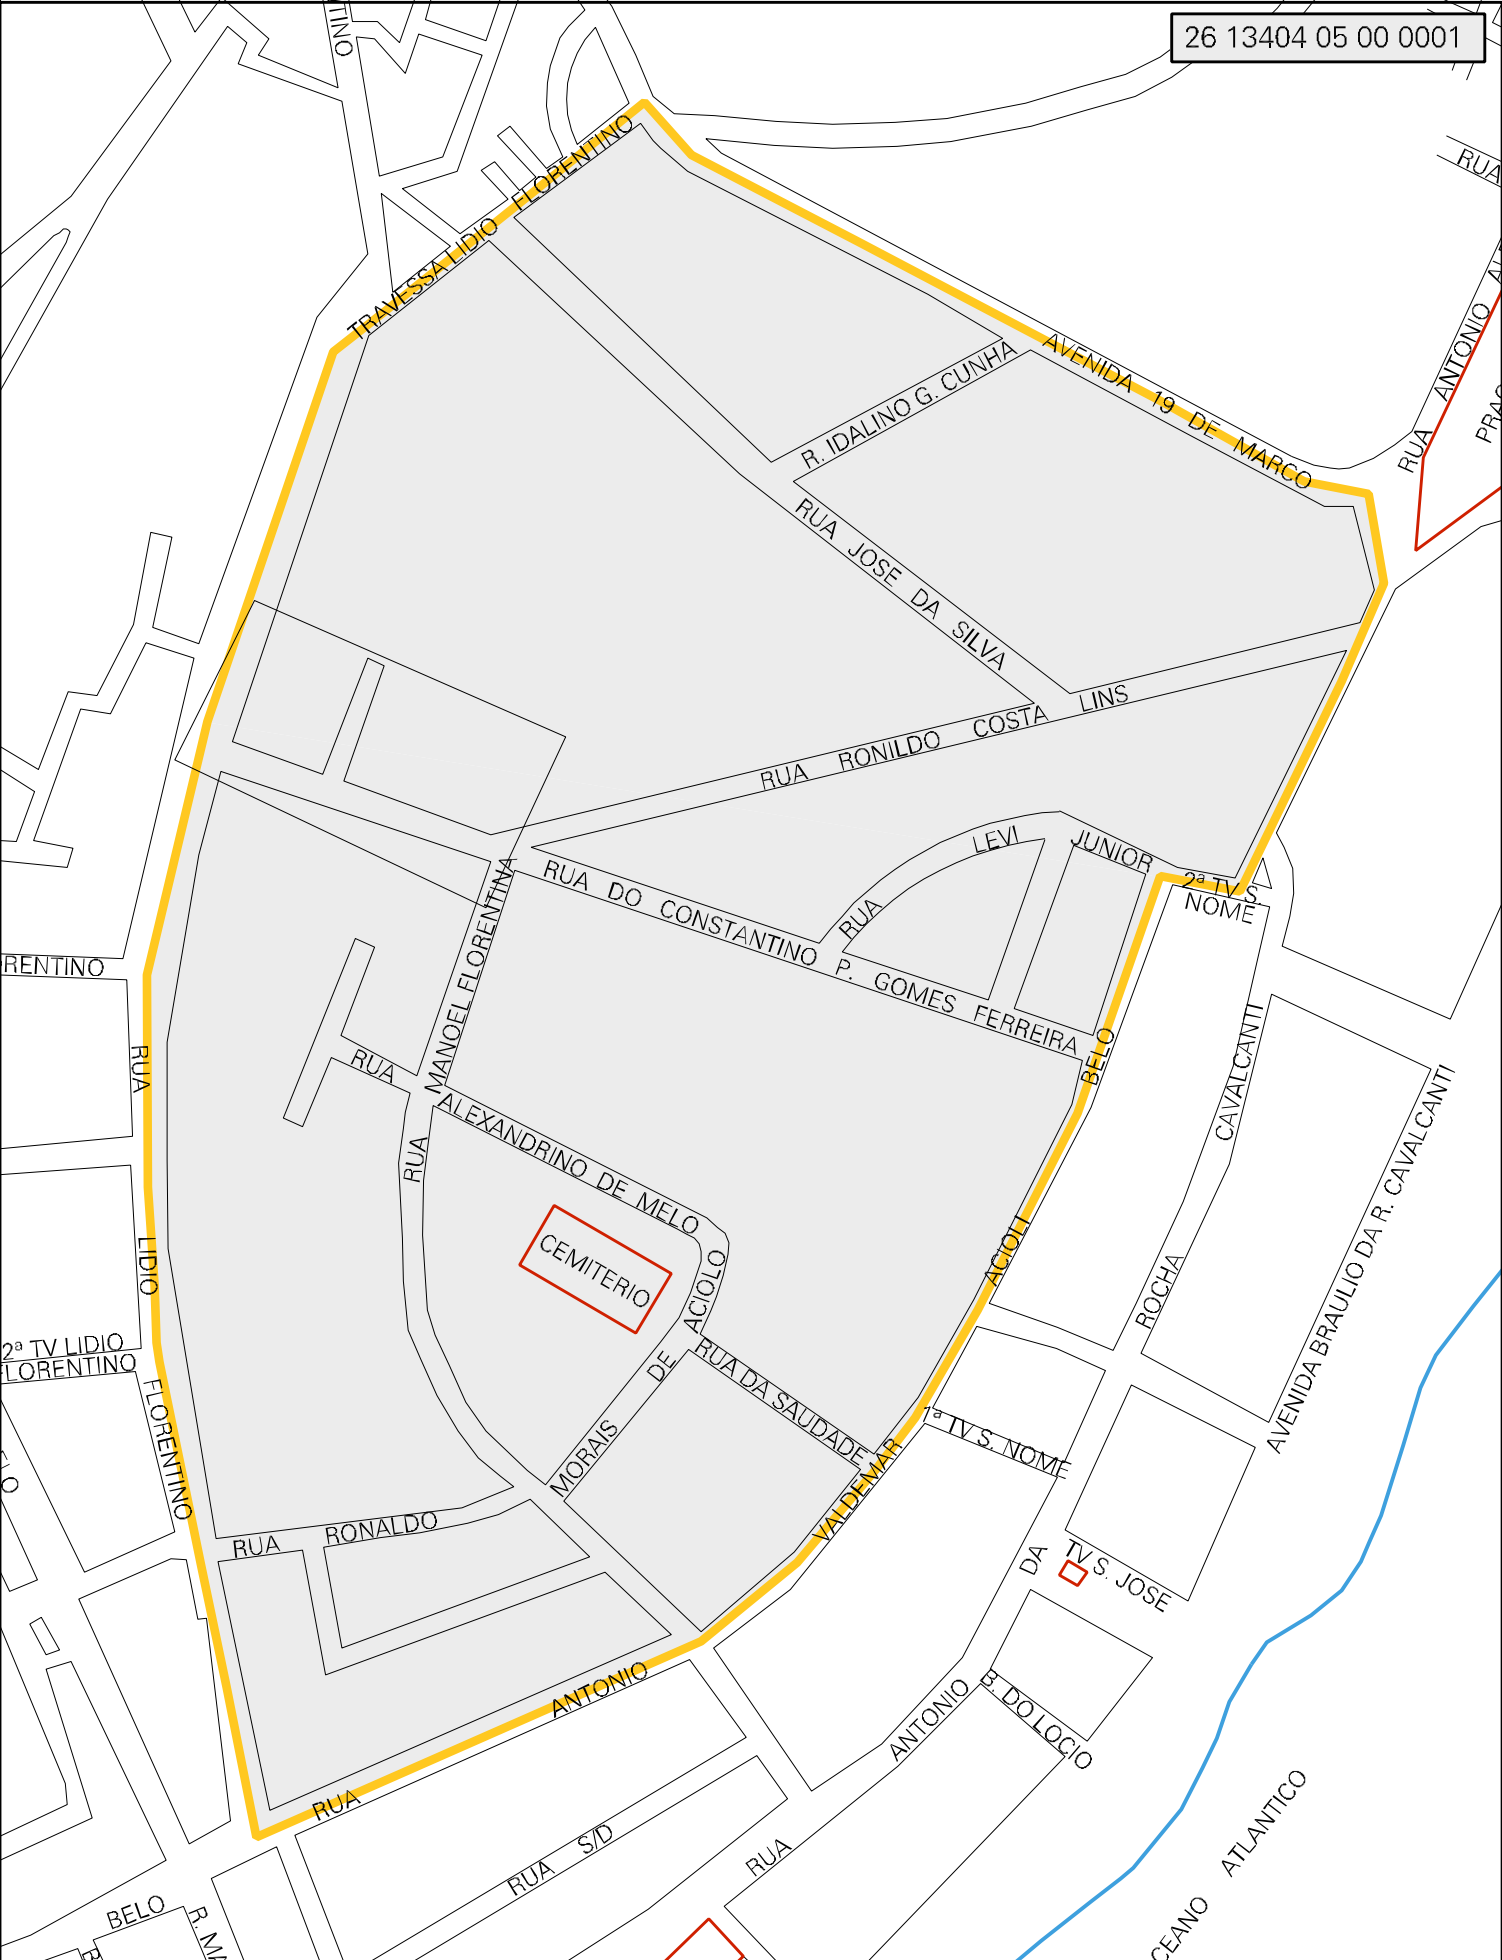 TINO
26 13404 05 00 0001
RUA
TRAVESSA LIDIO FLORENTINO
AVENIDA 19 DE MARCO
RUA ANTONIO
R. IDALINO G. CUNHA
RUA JOSE DA SILVA
RUA RONILDO COSTA LINS
RUA LEVI JUNIOR
2ª TV S.
NOME
RUA DO CONSTANTINO P. GOMES FERREIRA
RUA MANOEL FLORENTINA
RENTINO
RUA LIDIO FLORENTINO
RUA ALEXANDRINO DE MELO
CEMITERIO
MORAIS DE ACIOLO
RUA DA SAUDADE
RUA ANTONIO VALDEMAR ACIOLI BELO
RUA ANTONIO DA ROCHA CAVALCANTI
AVENIDA BRAULIO DA R. CAVALCANTI
2ª TV LIDIO
FLORENTINO
1ª TV S. NOME
RUA RONALDO
TV S. JOSE
B. DO LOCIO
RUA S/D
BELO
R. MA
CEANO ATLANTICO